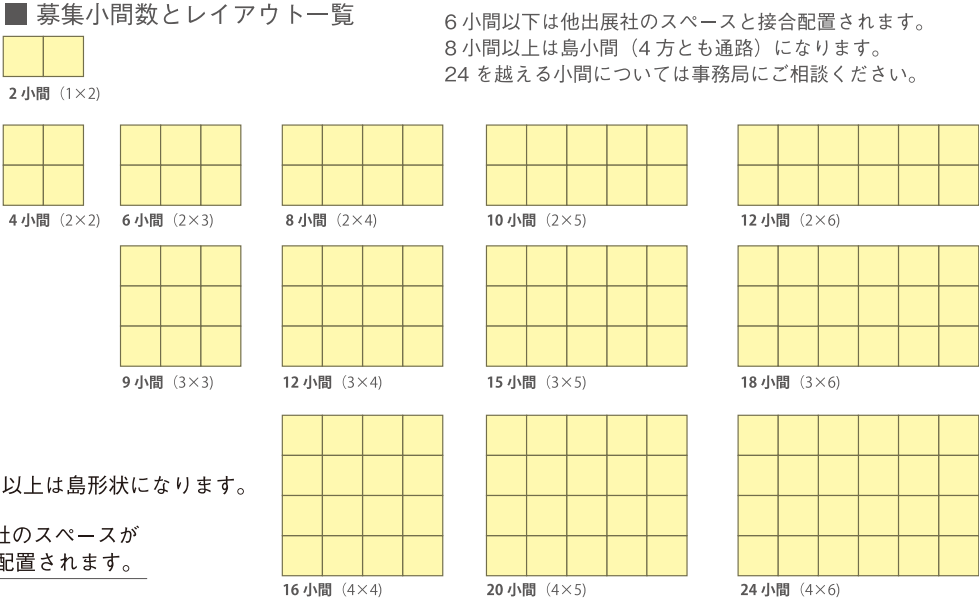 ■ 募集小間数とレイアウト一覧
6 小間以下は他出展社のスペースと接合配置されます。
8 小間以上は島小間（4 方とも通路）になります。
24 を越える小間については事務局にご相談ください。
2 小間（1×2）
4 小間（2×2）
6 小間（2×3）
8 小間（2×4）
10 小間（2×5）
12 小間（2×6）
9 小間（3×3）
12 小間（3×4）
15 小間（3×5）
18 小間（3×6）
以上は島形状になります。
社のスペースが
配置されます。
16 小間（4×4）
20 小間（4×5）
24 小間（4×6）